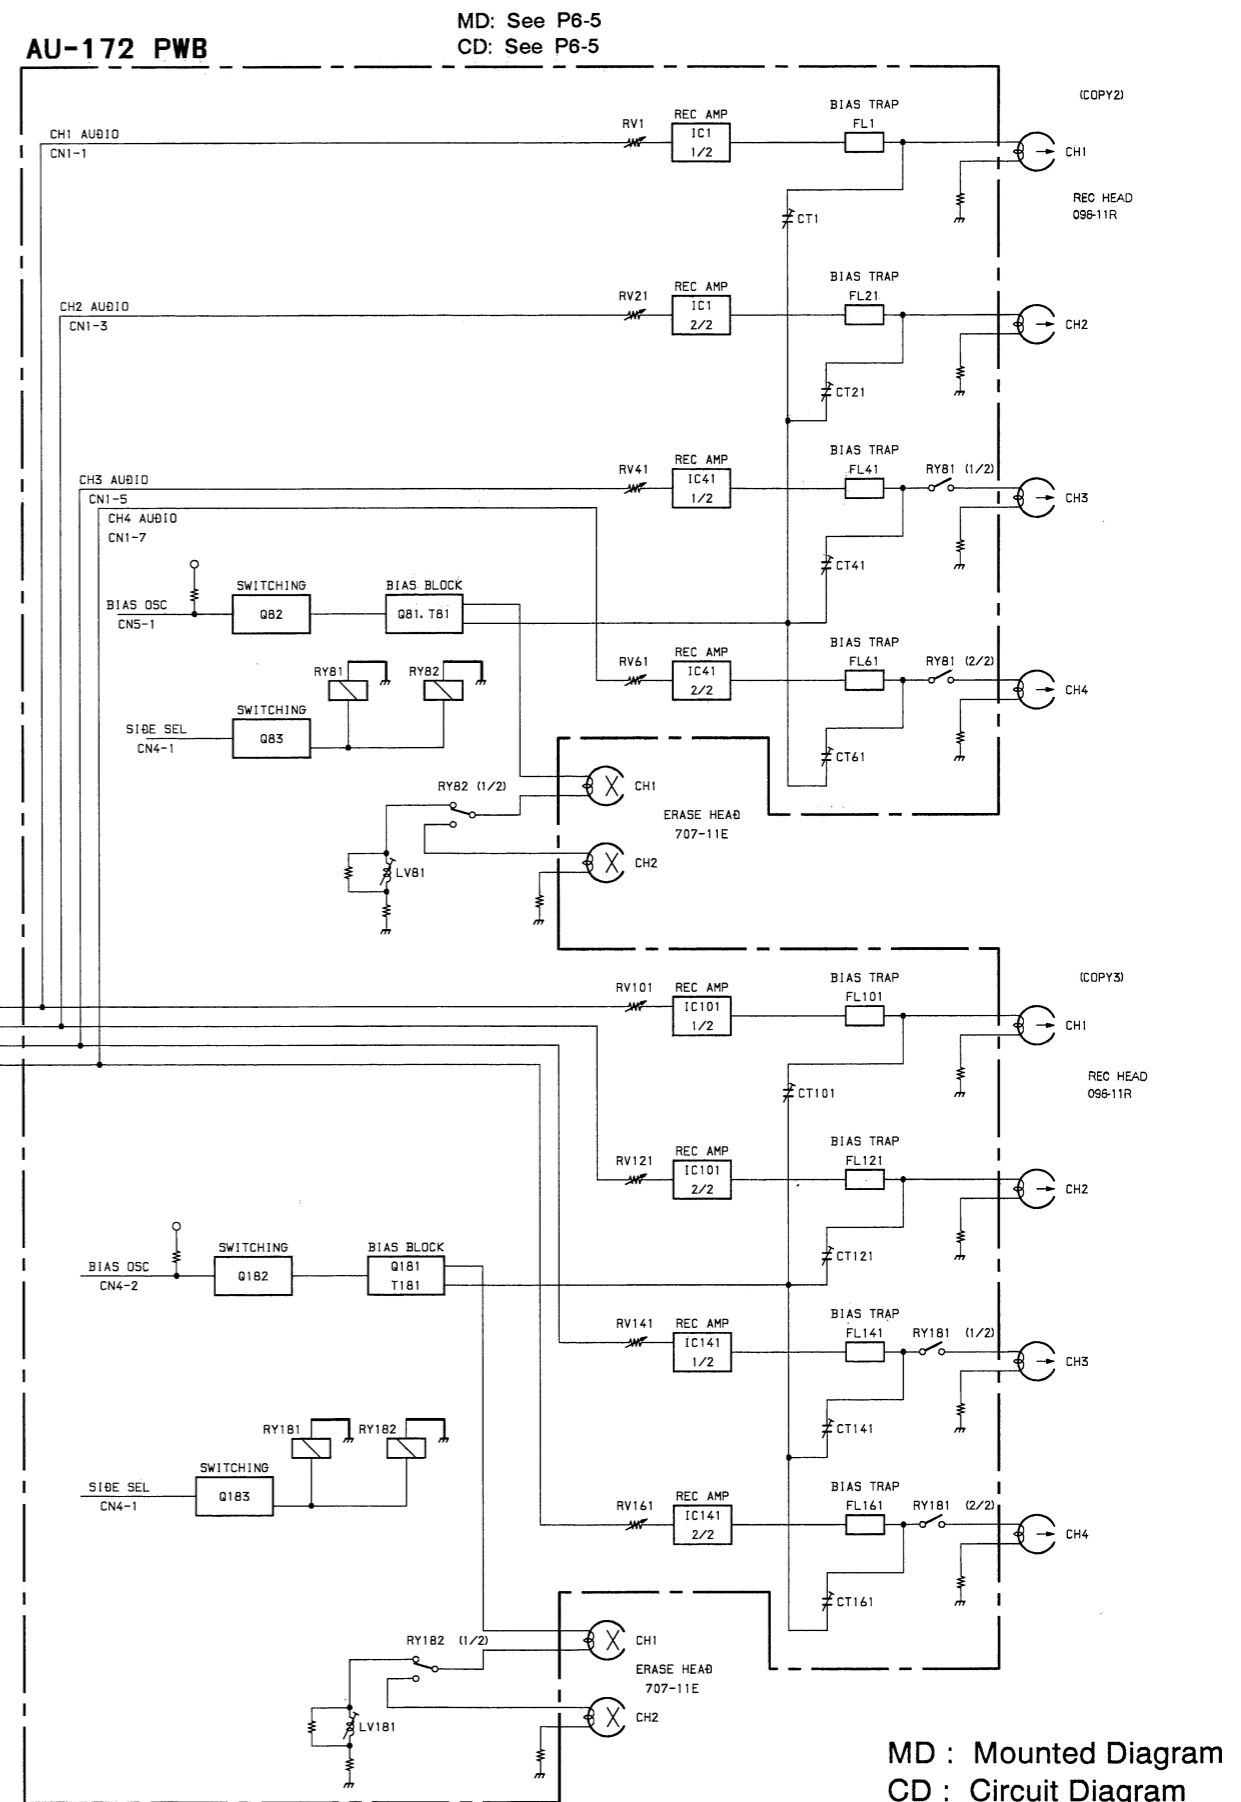 MD: See P6-5
AU-172 PWB
CD: See P6-5
(COPY2)
BIAS TRAP
REC AMP
RV1
FL1
CH1 AUDIO
IC1
CN1-1
1/2
CH1
REC HEAD
096-11R
CT1
BIAS TRAP
REC AMP
RV21
FL21
CH2 AUDIO
IC1
CN1-3
2/2
CH2
CT21
BIAS TRAP
REC AMP
RV41
FL41
RY81 (1/2)
CH3 AUDIO
IC41
CN1-5
1/2
CH3
CH4 AUDIO
CN1-7
CT41
SWITCHING
BIAS BLOCK
BIAS OSC
Q82
Q81. T81
CN5-1
BIAS TRAP
REC AMP
RV61
FL61
RY81 (2/2)
RY81
RY82
IC41
2/2
CH4
SWITCHING
SIDE SEL
Q83
CN4-1
CT61
RY82 (1/2)
CH1
ERASE HEAD
707-11E
CH2
LV81
(COPY3)
BIAS TRAP
REC AMP
RV101
FL101
IC101
1/2
CH1
REC HEAD
096-11R
CT101
BIAS TRAP
REC AMP
RV121
FL121
IC101
2/2
CH2
SWITCHING
BIAS BLOCK
BIAS OSC
Q182
Q181
T181
CN4-2
CT121
BIAS TRAP
REC AMP
RV141
FL141
RY181 (1/2)
IC141
1/2
CH3
RY181
RY182
CT141
SWITCHING
SIDE SEL
Q183
CN4-1
BIAS TRAP
REC AMP
RV161
FL161
RY181 (2/2)
IC141
2/2
CH4
CT161
RY182 (1/2)
CH1
ERASE HEAD
707-11E
CH2
LV181
MD : Mounted Diagram
CD : Circuit Diagram